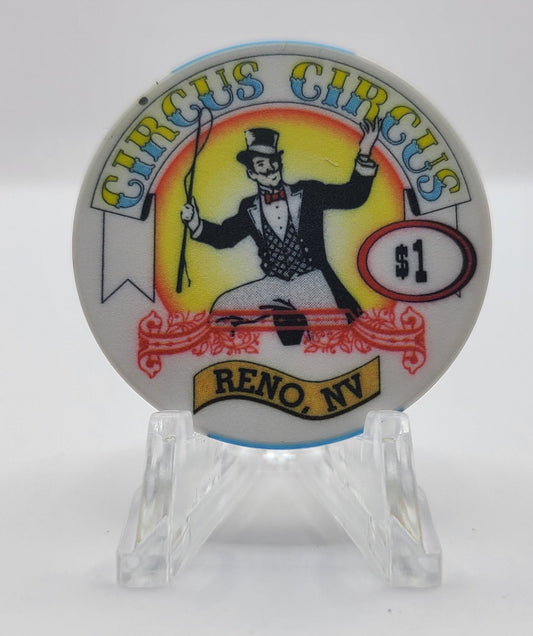 CIRCUS CIRCUS
$1
RENO, NV